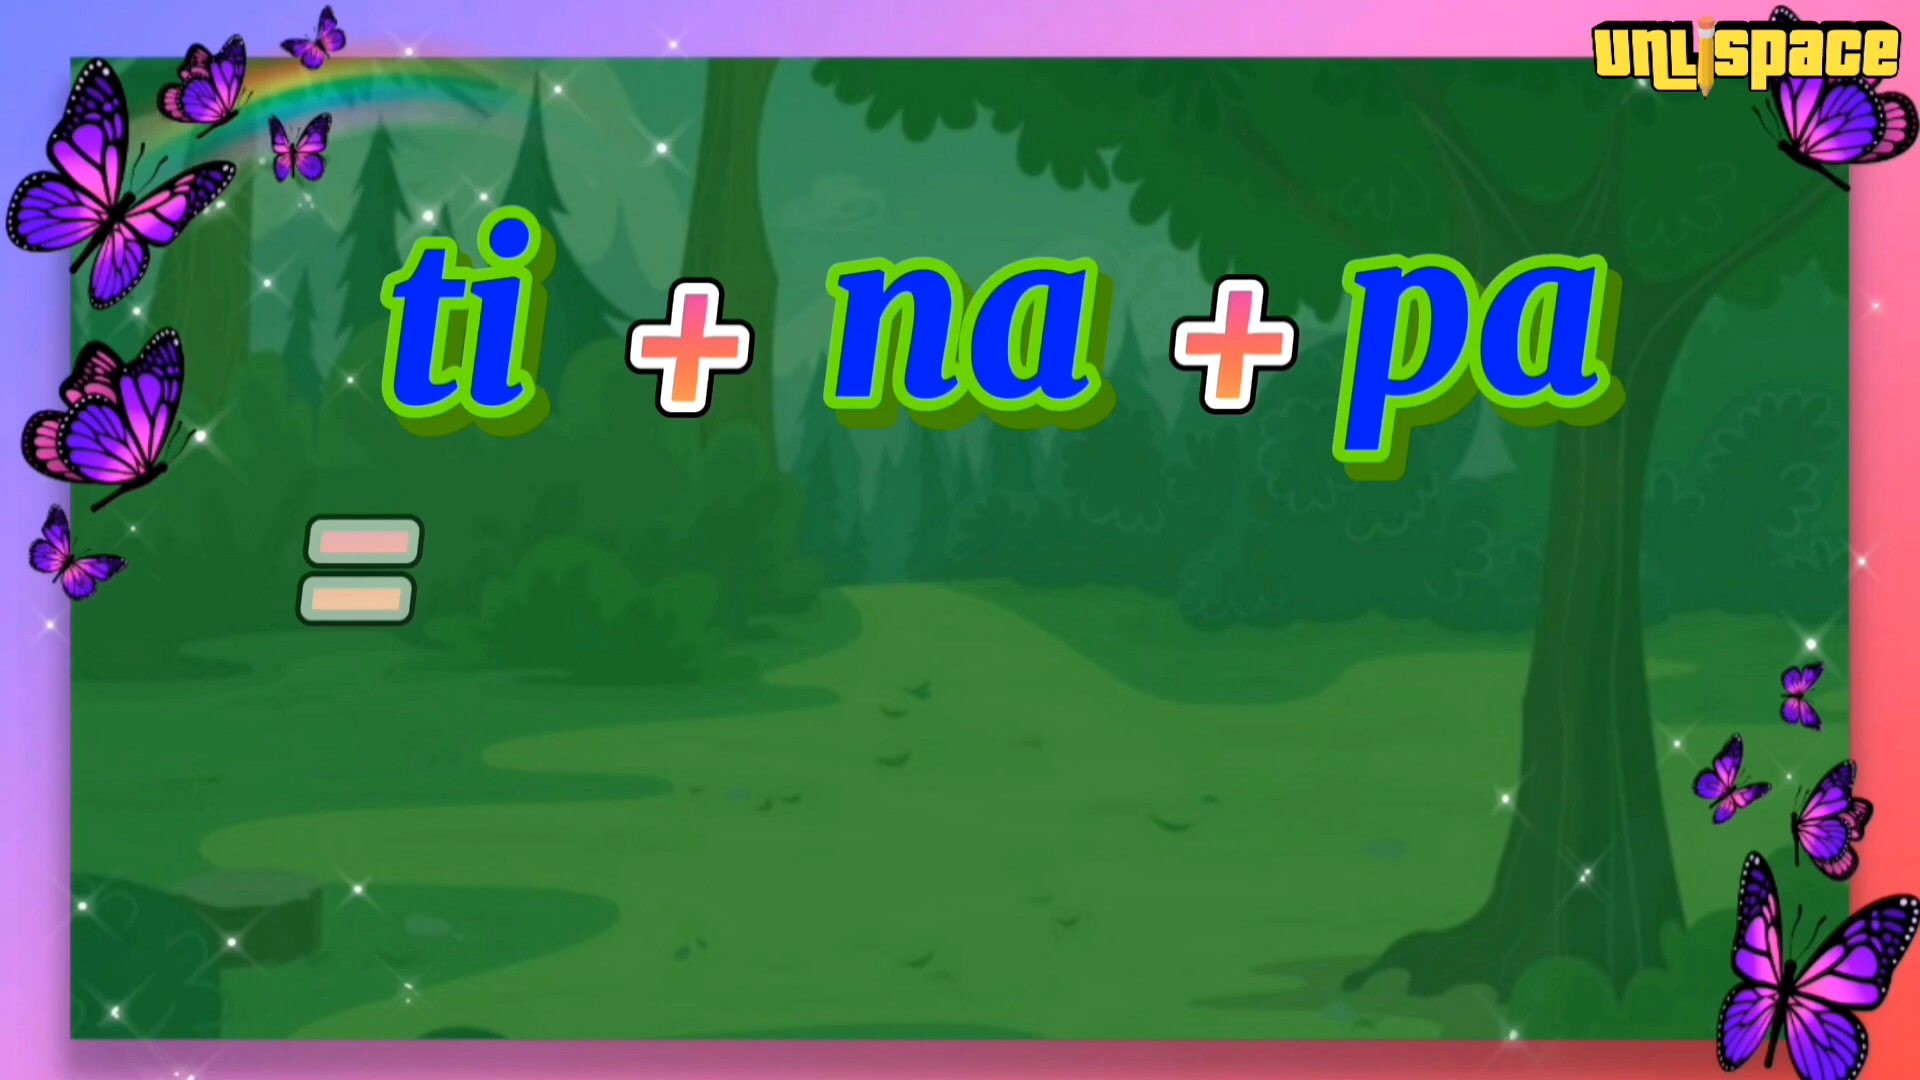 UNLISPACE
ti + na + pa
=